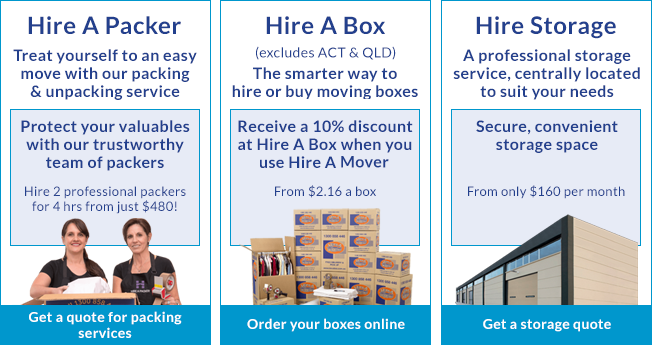 Hire A Packer
Treat yourself to an easy
move with our packing
& unpacking service
Protect your valuables
with our trustworthy
team of packers
Hire 2 professional packers
for 4 hrs from just $480!
Get a quote for packing
services
Hire A Box
(excludes ACT & QLD)
The smarter way to
hire or buy moving boxes
Receive a 10% discount
at Hire A Box when you
use Hire A Mover
From $2.16 a box
Order your boxes online
Hire Storage
A professional storage
service, centrally located
to suit your needs
Secure, convenient
storage space
From only $160 per month
Get a storage quote